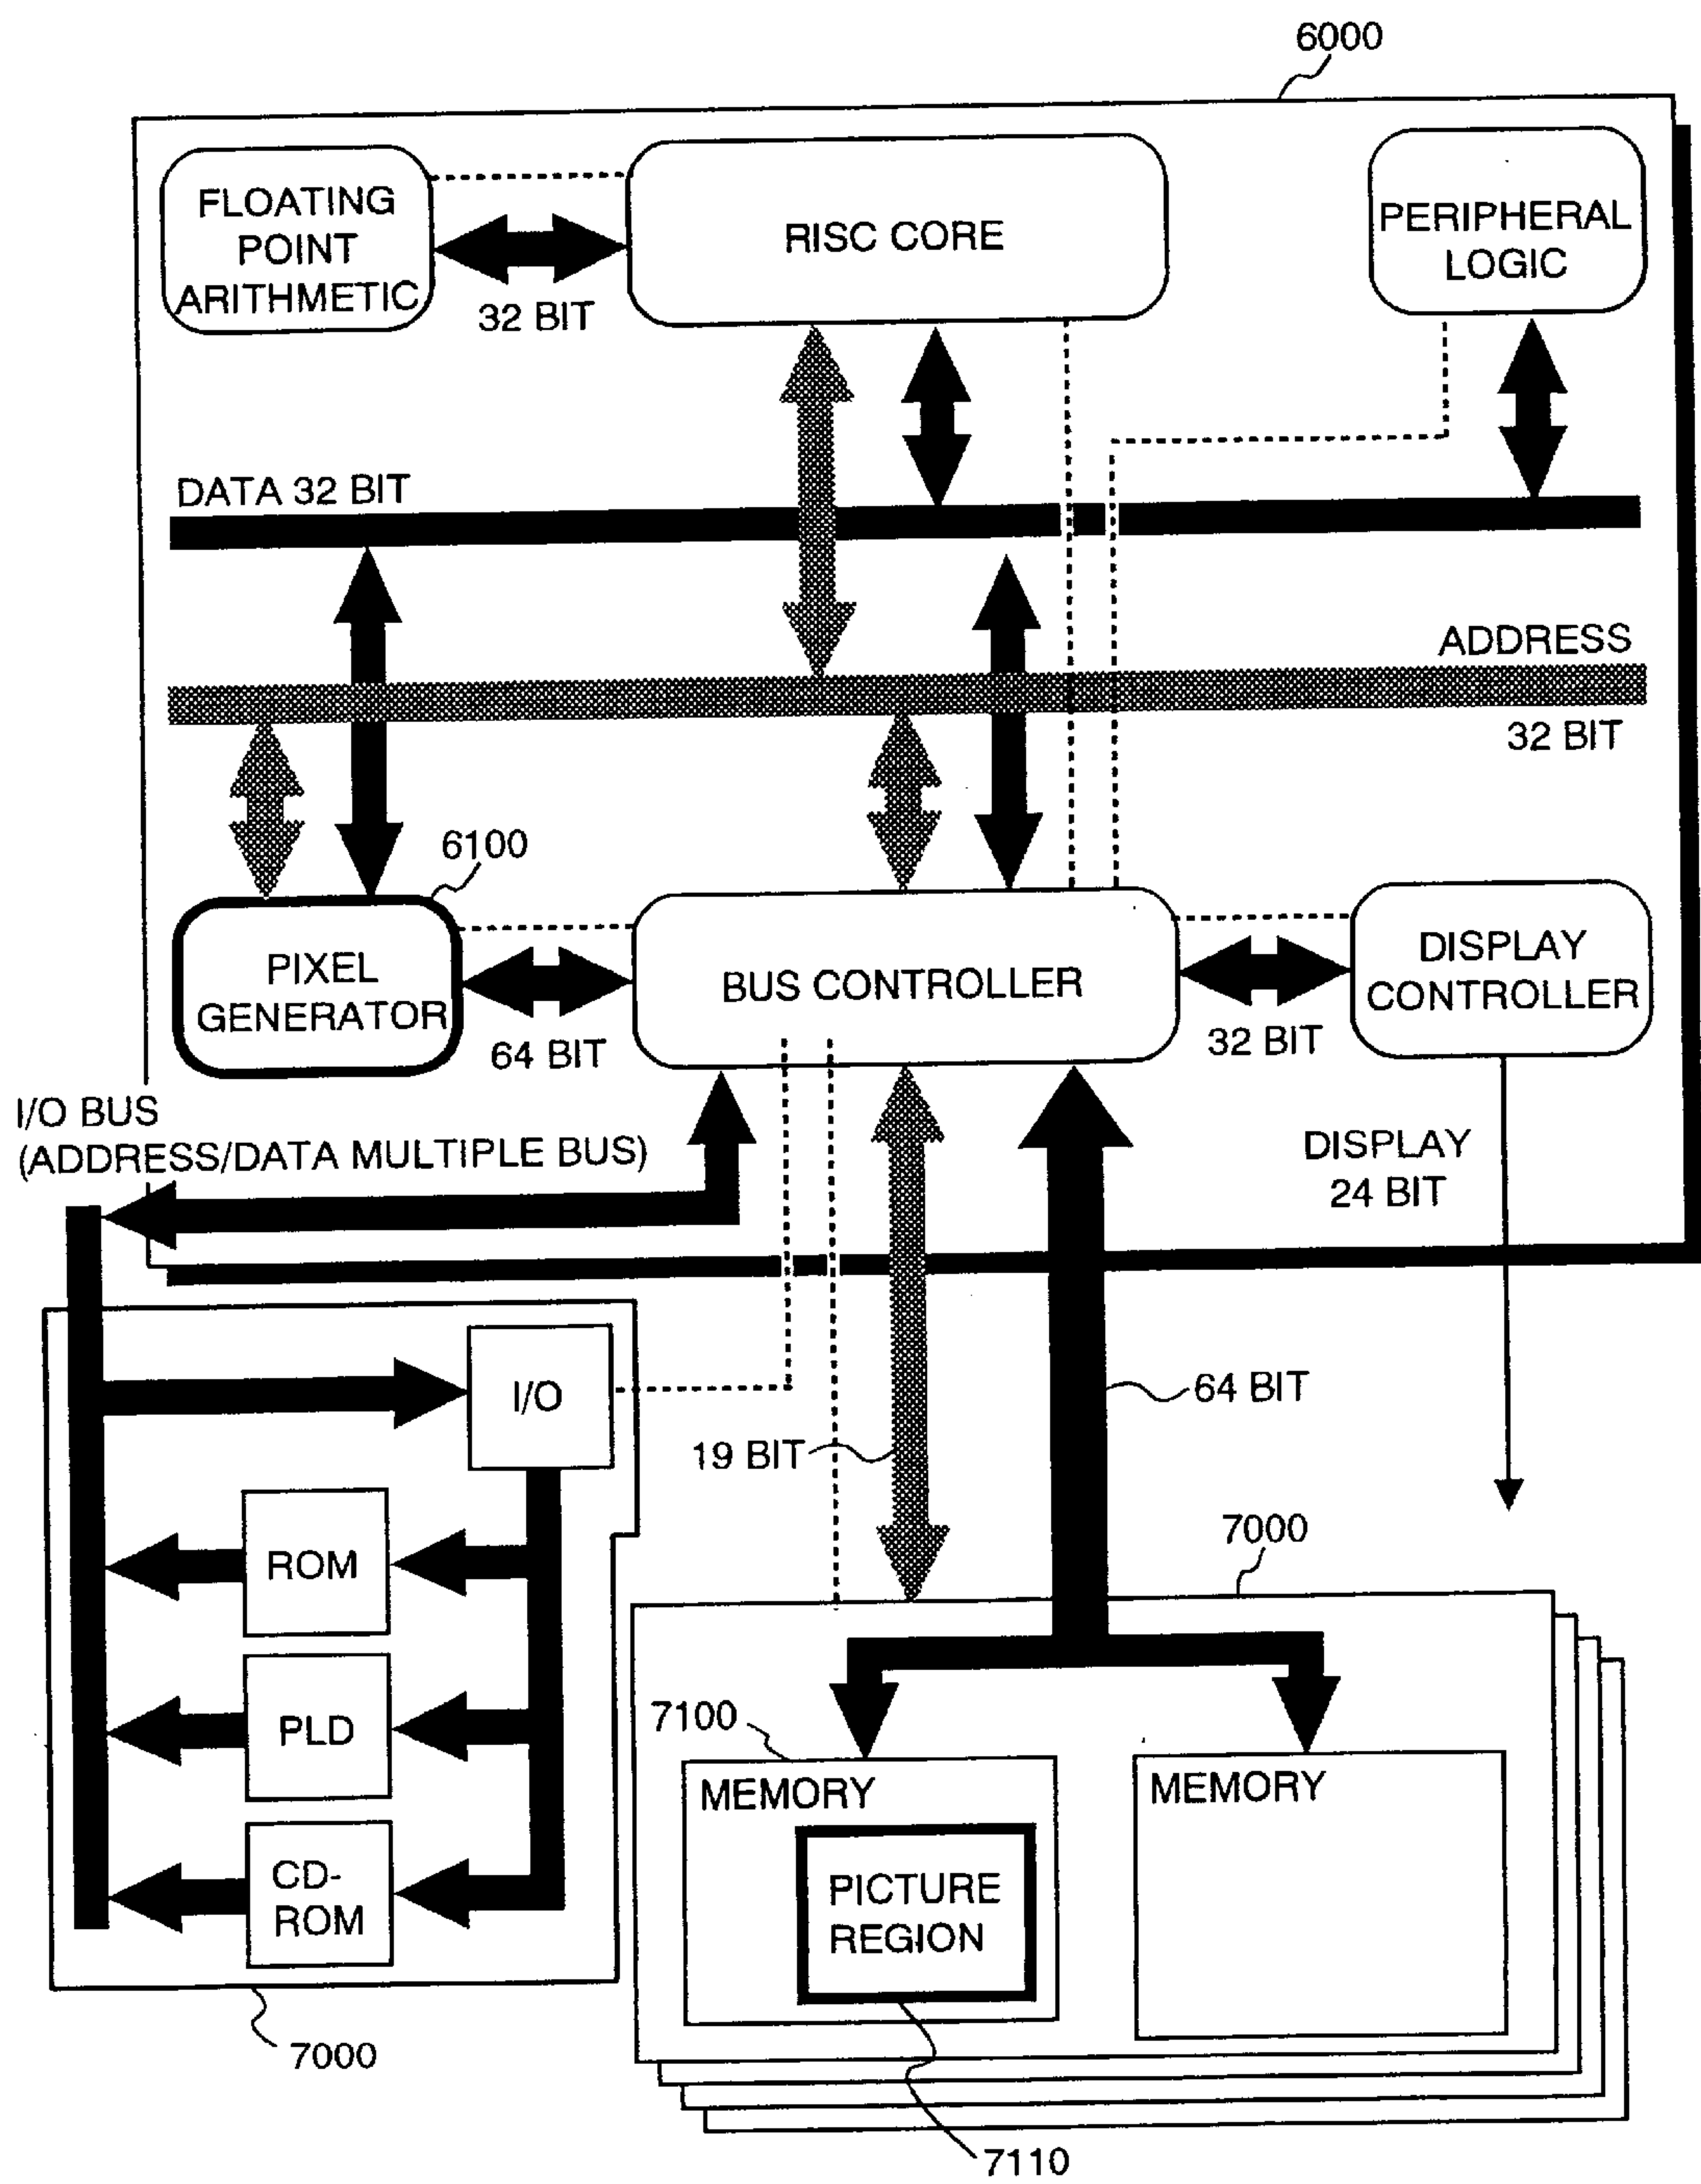 6000
FLOATING
POINT
ARITHMETIC
RISC CORE
PERIPHERAL
LOGIC
32 BIT
DATA 32 BIT
ADDRESS
32 BIT
6100
PIXEL
GENERATOR
BUS CONTROLLER
DISPLAY
CONTROLLER
64 BIT
32 BIT
I/O BUS
(ADDRESS/DATA MULTIPLE BUS)
DISPLAY
24 BIT
I/O
64 BIT
19 BIT
7000
ROM
PLD
7100
MEMORY
MEMORY
CD-
ROM
PICTURE
REGION
7000
7110